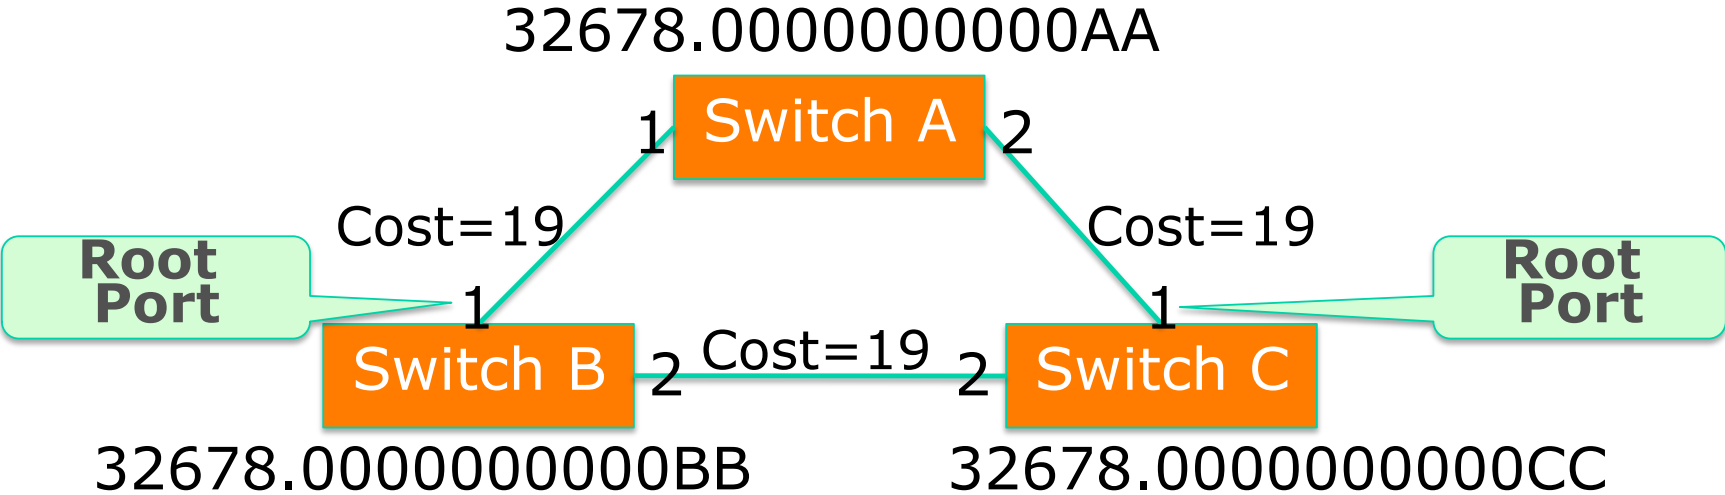 32678.0000000000AA
1 Switch A 2
Cost=19 Cost=19
Root
Port
Root
Port
1 1
Switch B 2 Cost=19 2 Switch C
32678.0000000000BB 32678.0000000000CC